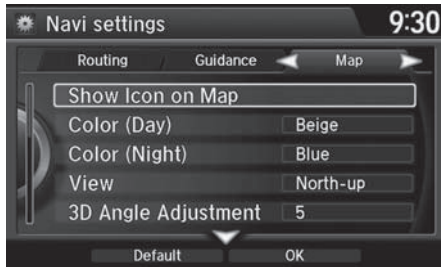 Navi settings 9:30
Routing Guidance Map
Show Icon on Map
Color (Day) Beige
Color (Night) Blue
View North-up
3D Angle Adjustment 5
Default OK